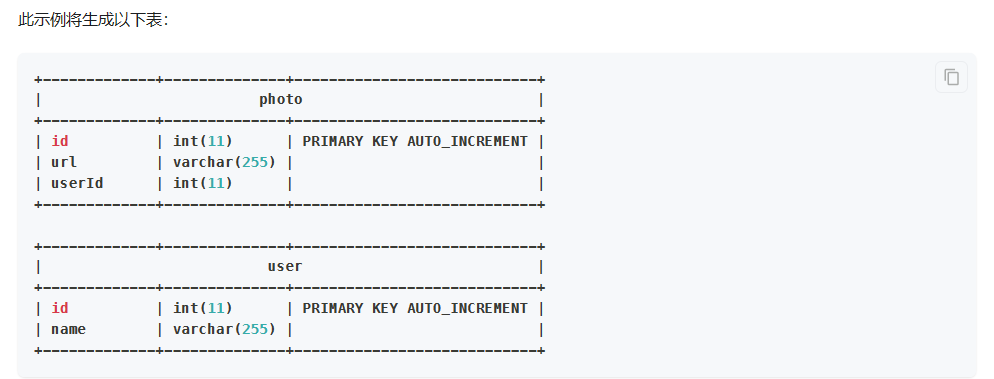 此示例将生成以下表：
+-------------+--------------+----------------------------+
|                         photo                           |
+-------------+--------------+----------------------------+
| id          | int(11)      | PRIMARY KEY AUTO_INCREMENT |
| url         | varchar(255) |                            |
| userId      | int(11)      |                            |
+-------------+--------------+----------------------------+
+-------------+--------------+----------------------------+
|                          user                           |
+-------------+--------------+----------------------------+
| id          | int(11)      | PRIMARY KEY AUTO_INCREMENT |
| name        | varchar(255) |                            |
+-------------+--------------+----------------------------+